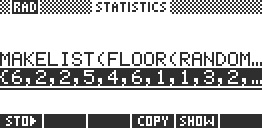 RAD STATISTICS
MAKELIST(FLOOR(RANDOM…
{6,2,2,5,4,6,1,1,3,2,…
STO▶ COPY SHOW